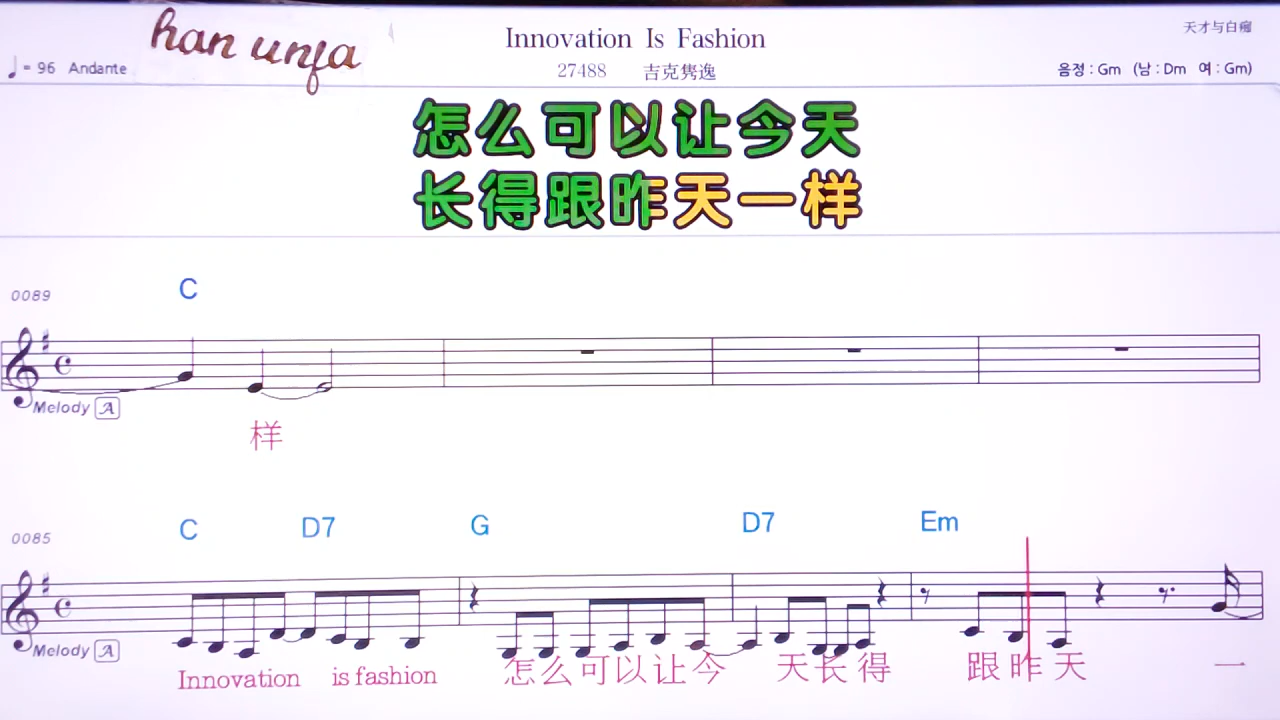 han unfa
Innovation Is Fashion
天才与白痴
♩= 96 Andante
27488 吉克隽逸
음정 : Gm (남 : Dm 여 : Gm)
怎么可以让今天
长得跟昨天一样
0089
C
Melody A
样
0085
C D7 G D7 Em
Melody A
Innovation is fashion 怎么可以让今 天长得 跟昨天 一